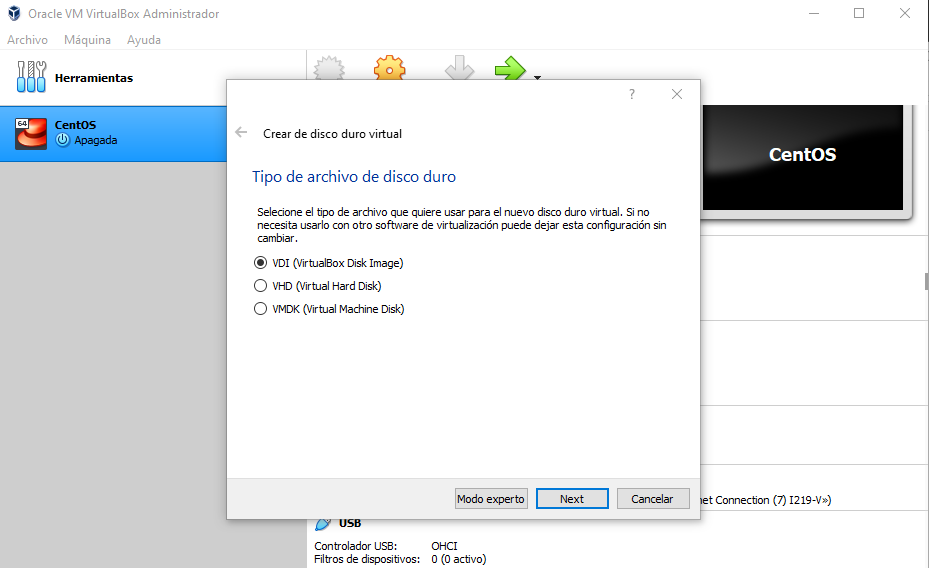 Oracle VM VirtualBox Administrador
Archivo Máquina Ayuda
Herramientas
64
CentOS
Apagada
?
Crear de disco duro virtual
Tipo de archivo de disco duro
Selecione el tipo de archivo que quiere usar para el nuevo disco duro virtual. Si no
necesita usarlo con otro software de virtualización puede dejar esta configuración sin
cambiar.
VDI (VirtualBox Disk Image)
VHD (Virtual Hard Disk)
VMDK (Virtual Machine Disk)
Modo experto Next Cancelar
CentOS
net Connection (7) I219-V»)
USB
Controlador USB: OHCI
Filtros de dispositivos: 0 (0 activo)